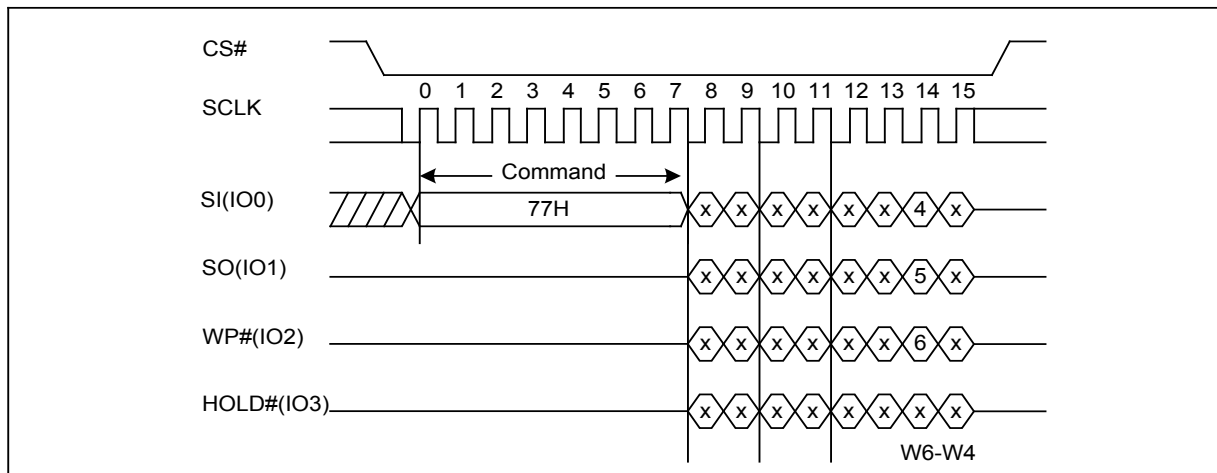 CS#
0 1 2 3 4 5 6 7 8 9 10 11 12 13 14 15
SCLK
Command
SI(IO0)
77H
x x x x x x 4 x
SO(IO1)
x x x x x x 5 x
WP#(IO2)
x x x x x x 6 x
HOLD#(IO3)
x x x x x x x x
W6-W4